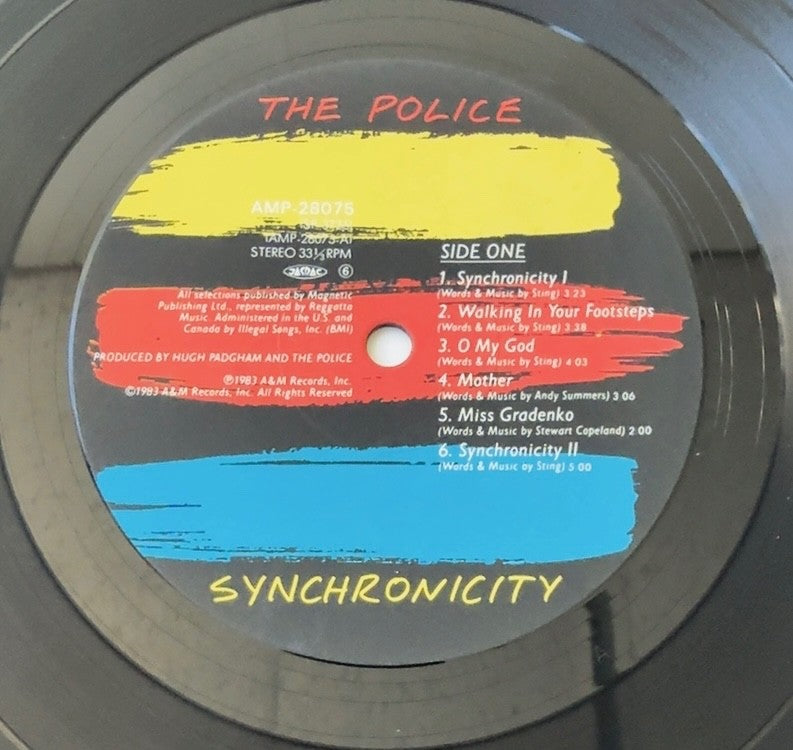 THE POLICE
AMP-28075
(AMP-28075-A)
STEREO 33⅓ RPM
JASRAC ⑥
All selections published by Magnetic
Publishing Ltd., represented by Reggatta
Music. Administered in the U.S. and
Canada by Illegal Songs, Inc. (BMI)
PRODUCED BY HUGH PADGHAM AND THE POLICE
℗1983 A&M Records, Inc.
©1983 A&M Records, Inc. All Rights Reserved
SIDE ONE
1. Synchronicity I
(Words & Music by Sting) 3:23
2. Walking In Your Footsteps
(Words & Music by Sting) 3:38
3. O My God
(Words & Music by Sting) 4:03
4. Mother
(Words & Music by Andy Summers) 3:06
5. Miss Gradenko
(Words & Music by Stewart Copeland) 2:00
6. Synchronicity II
(Words & Music by Sting) 5:00
SYNCHRONICITY